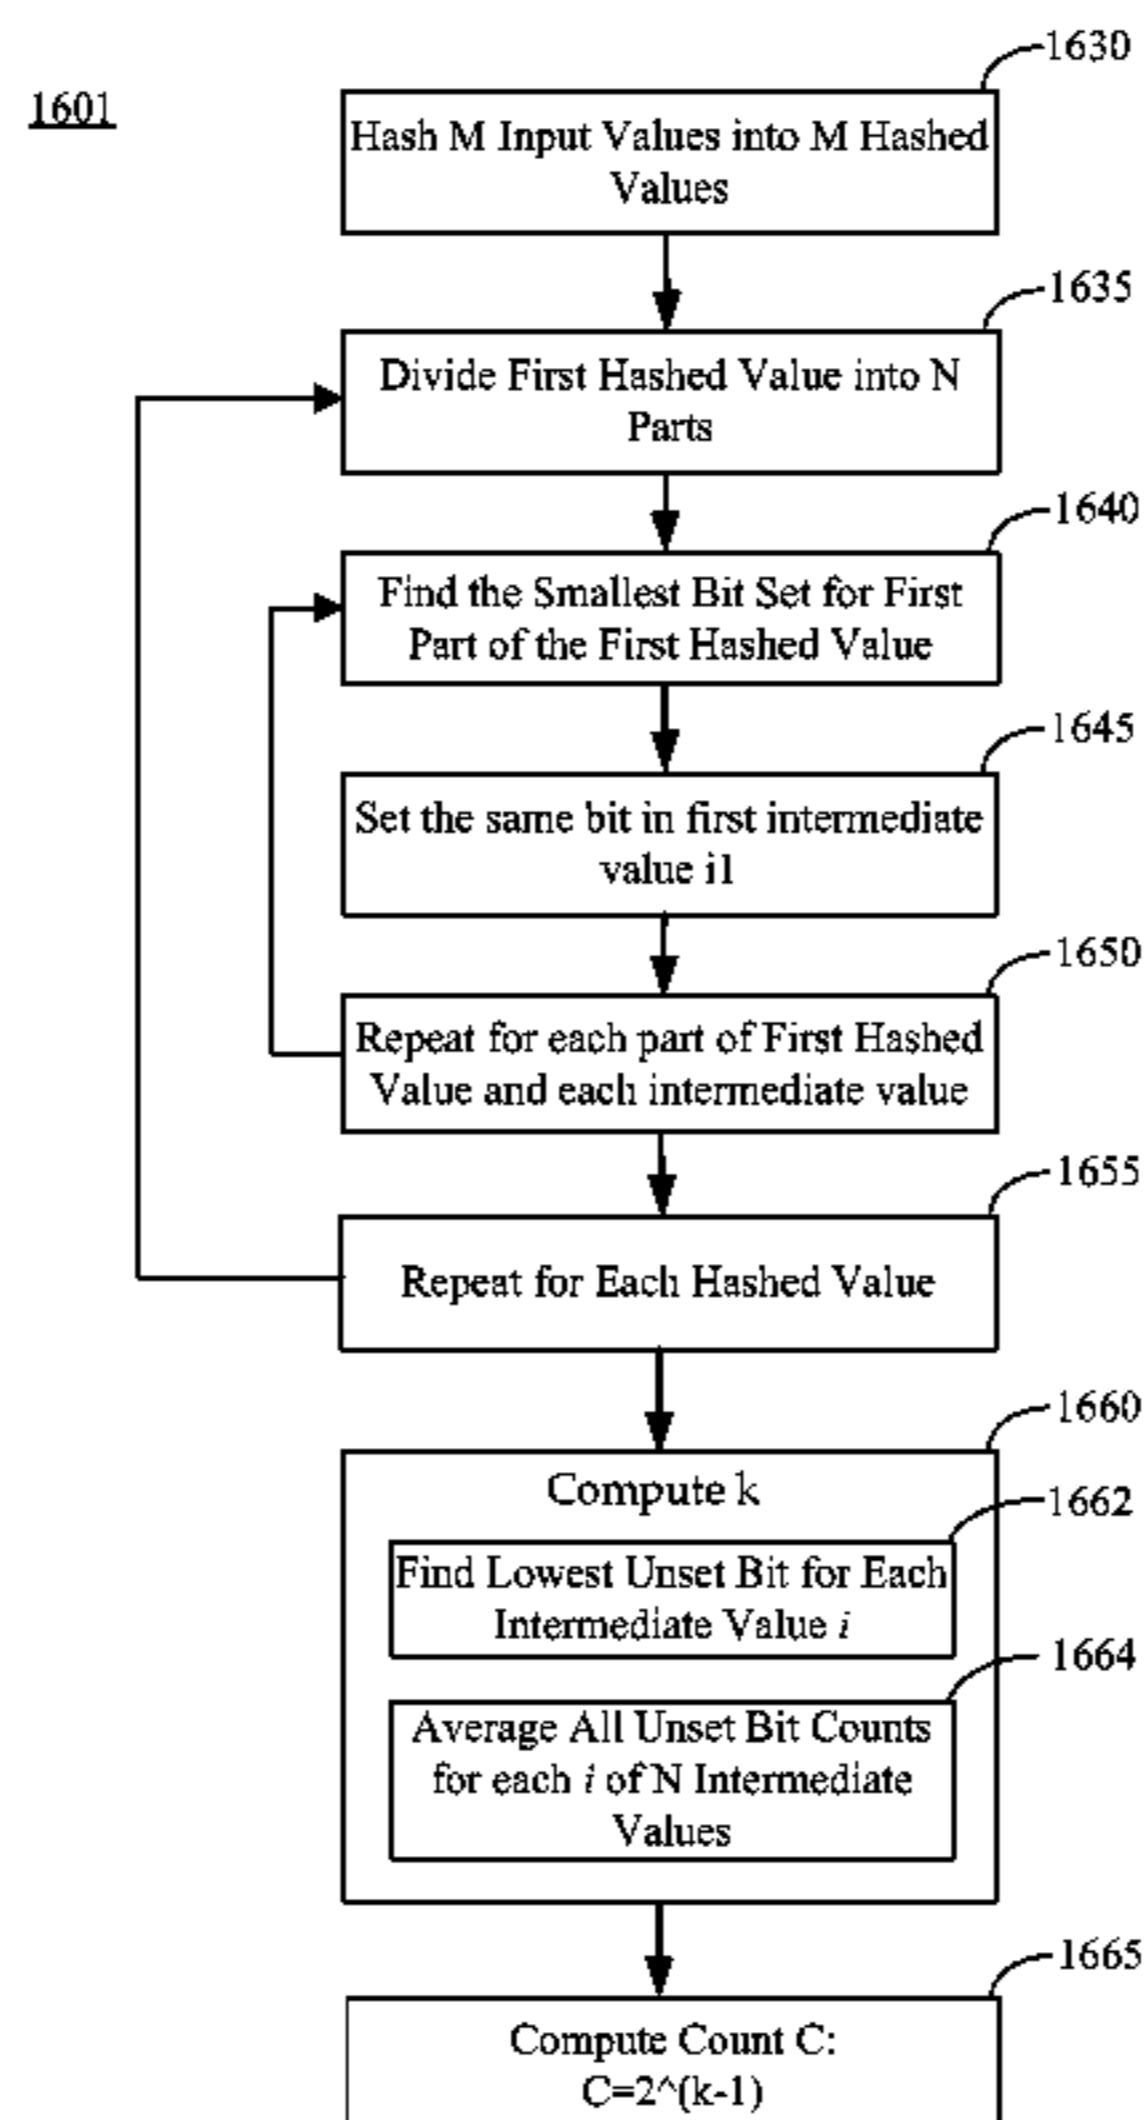 1601
1630
Hash M Input Values into M Hashed
Values
1635
Divide First Hashed Value into N
Parts
1640
Find the Smallest Bit Set for First
Part of the First Hashed Value
1645
Set the same bit in first intermediate
value i1
1650
Repeat for each part of First Hashed
Value and each intermediate value
1655
Repeat for Each Hashed Value
1660
Compute k
1662
Find Lowest Unset Bit for Each
Intermediate Value i
1664
Average All Unset Bit Counts
for each i of N Intermediate
Values
1665
Compute Count C:
C=2^(k-1)